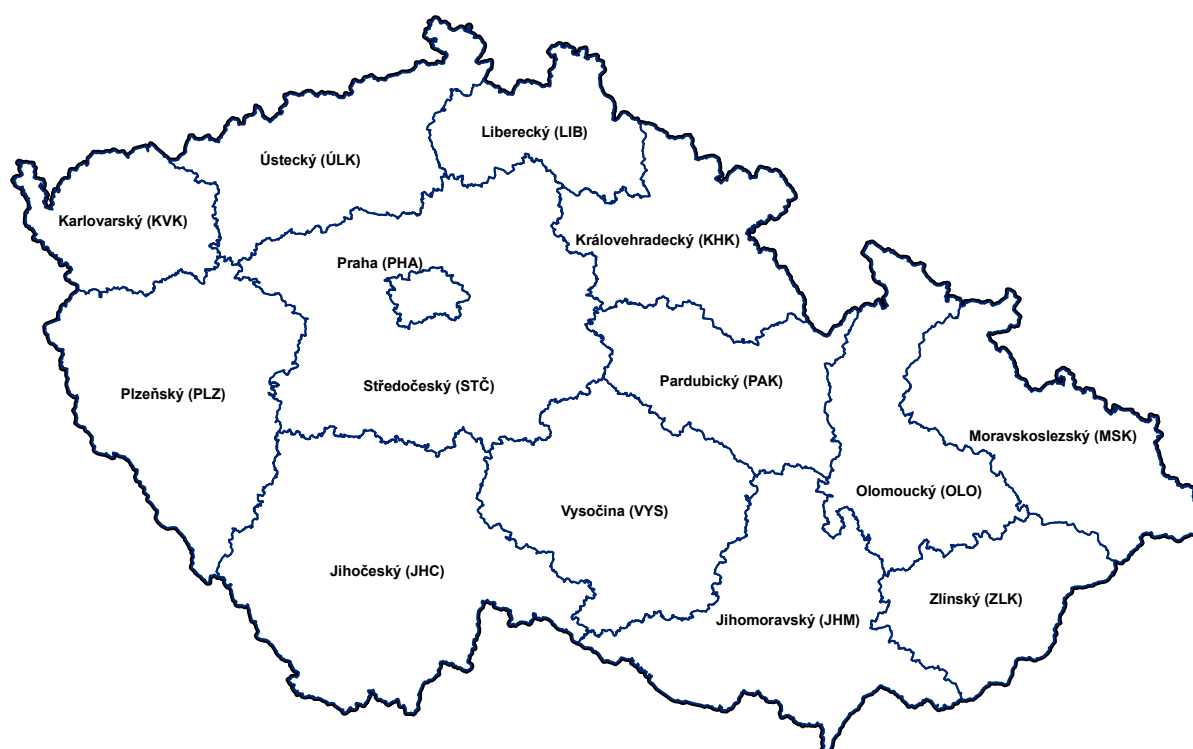 Liberecký (LIB)
Ústecký (ÚLK)
Karlovarský (KVK)
Královehradecký (KHK)
Praha (PHA)
Plzeňský (PLZ)
Středočeský (STČ)
Pardubický (PAK)
Moravskoslezský (MSK)
Olomoucký (OLO)
Vysočina (VYS)
Jihočeský (JHC)
Zlínský (ZLK)
Jihomoravský (JHM)